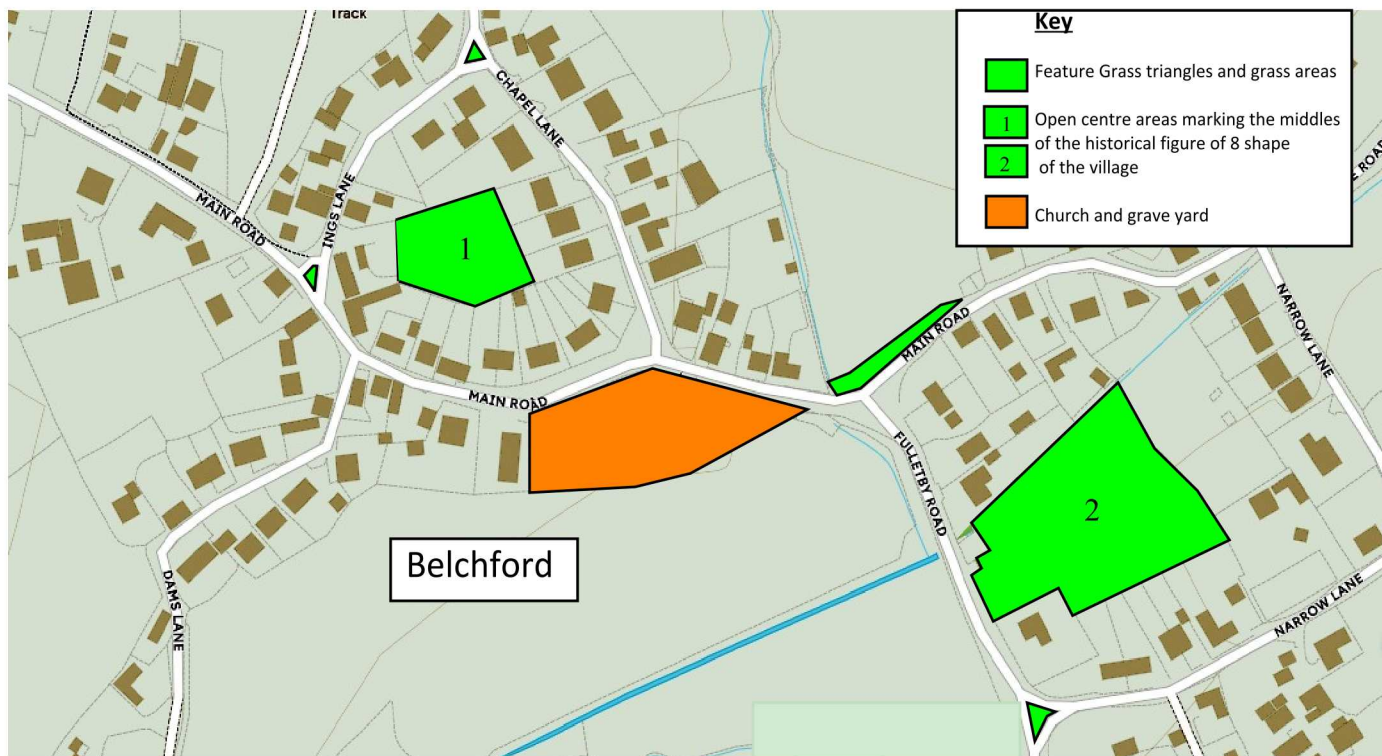 Track
Key
Feature Grass triangles and grass areas
CHAPEL LANE
1
Open centre areas marking the middles
of the historical figure of 8 shape
2
of the village
MAIN ROAD
INGS LANE
Church and grave yard
1
MAIN ROAD
NARROW LANE
MAIN ROAD
FULLETBY ROAD
2
Belchford
DAMS LANE
NARROW LANE